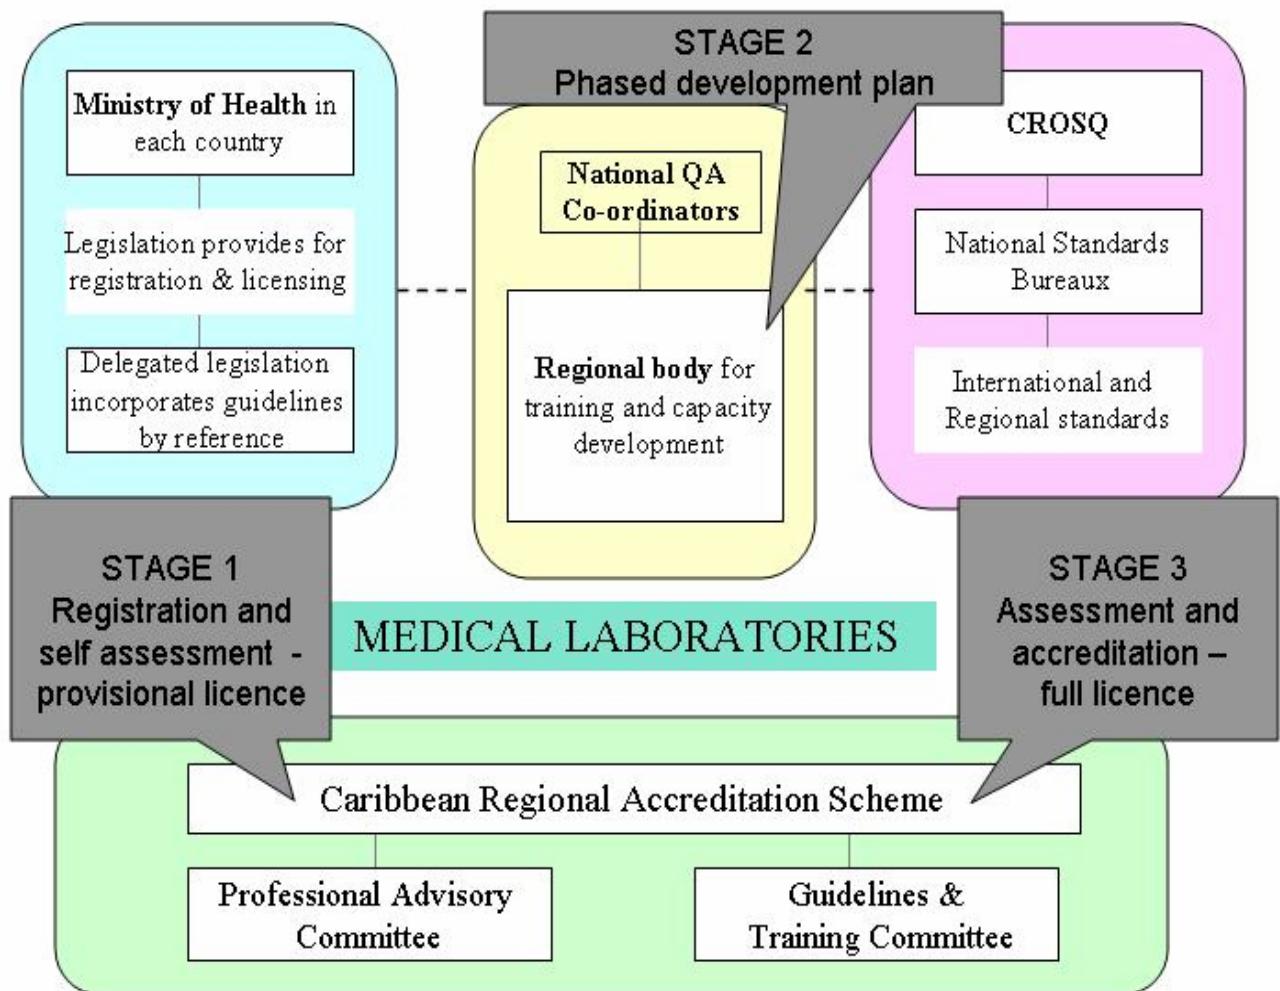 STAGE 2
Phased development plan
Ministry of Health in
each country
Legislation provides for
registration & licensing
Delegated legislation
incorporates guidelines
by reference
National QA
Co-ordinators
Regional body for
training and capacity
development
CROSQ
National Standards
Bureaux
International and
Regional standards
STAGE 1
Registration and
self assessment -
provisional licence
MEDICAL LABORATORIES
STAGE 3
Assessment and
accreditation –
full licence
Caribbean Regional Accreditation Scheme
Professional Advisory
Committee
Guidelines &
Training Committee